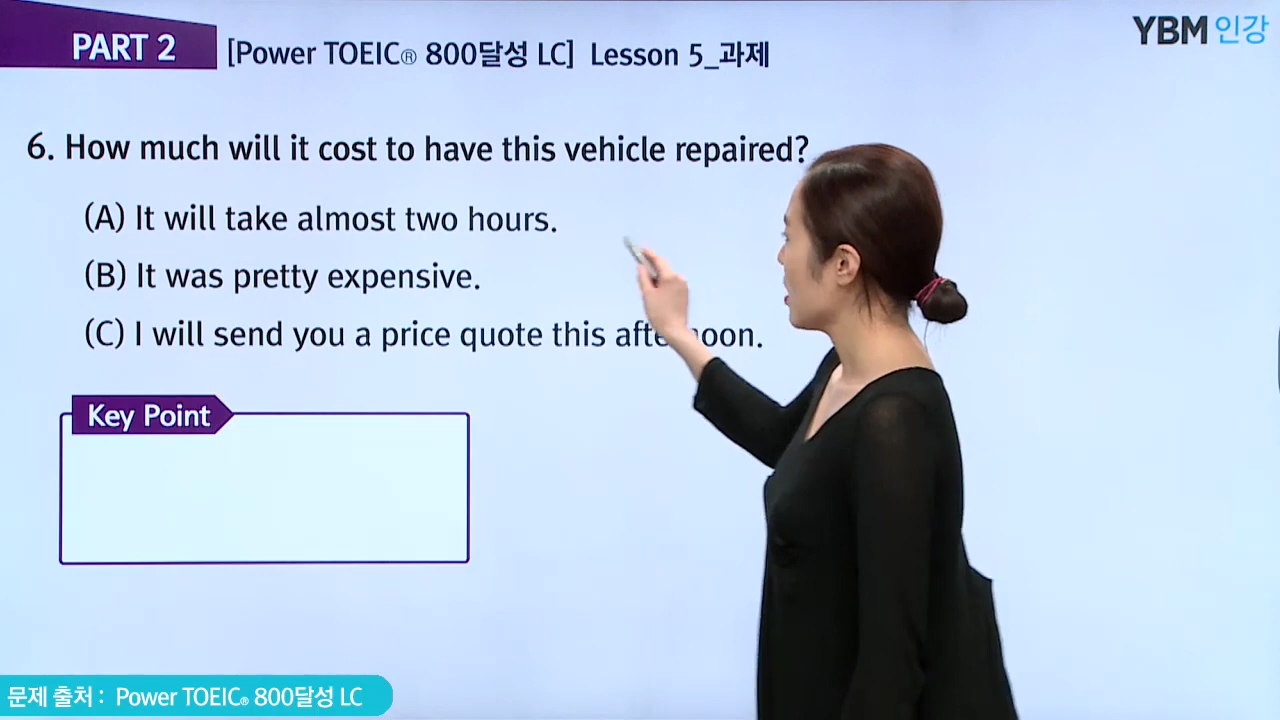 PART 2
[Power TOEIC® 800달성 LC] Lesson 5_과제
YBM 인강
6. How much will it cost to have this vehicle repaired?
(A) It will take almost two hours.
(B) It was pretty expensive.
(C) I will send you a price quote this afternoon.
Key Point
문제 출처 : Power TOEIC® 800달성 LC